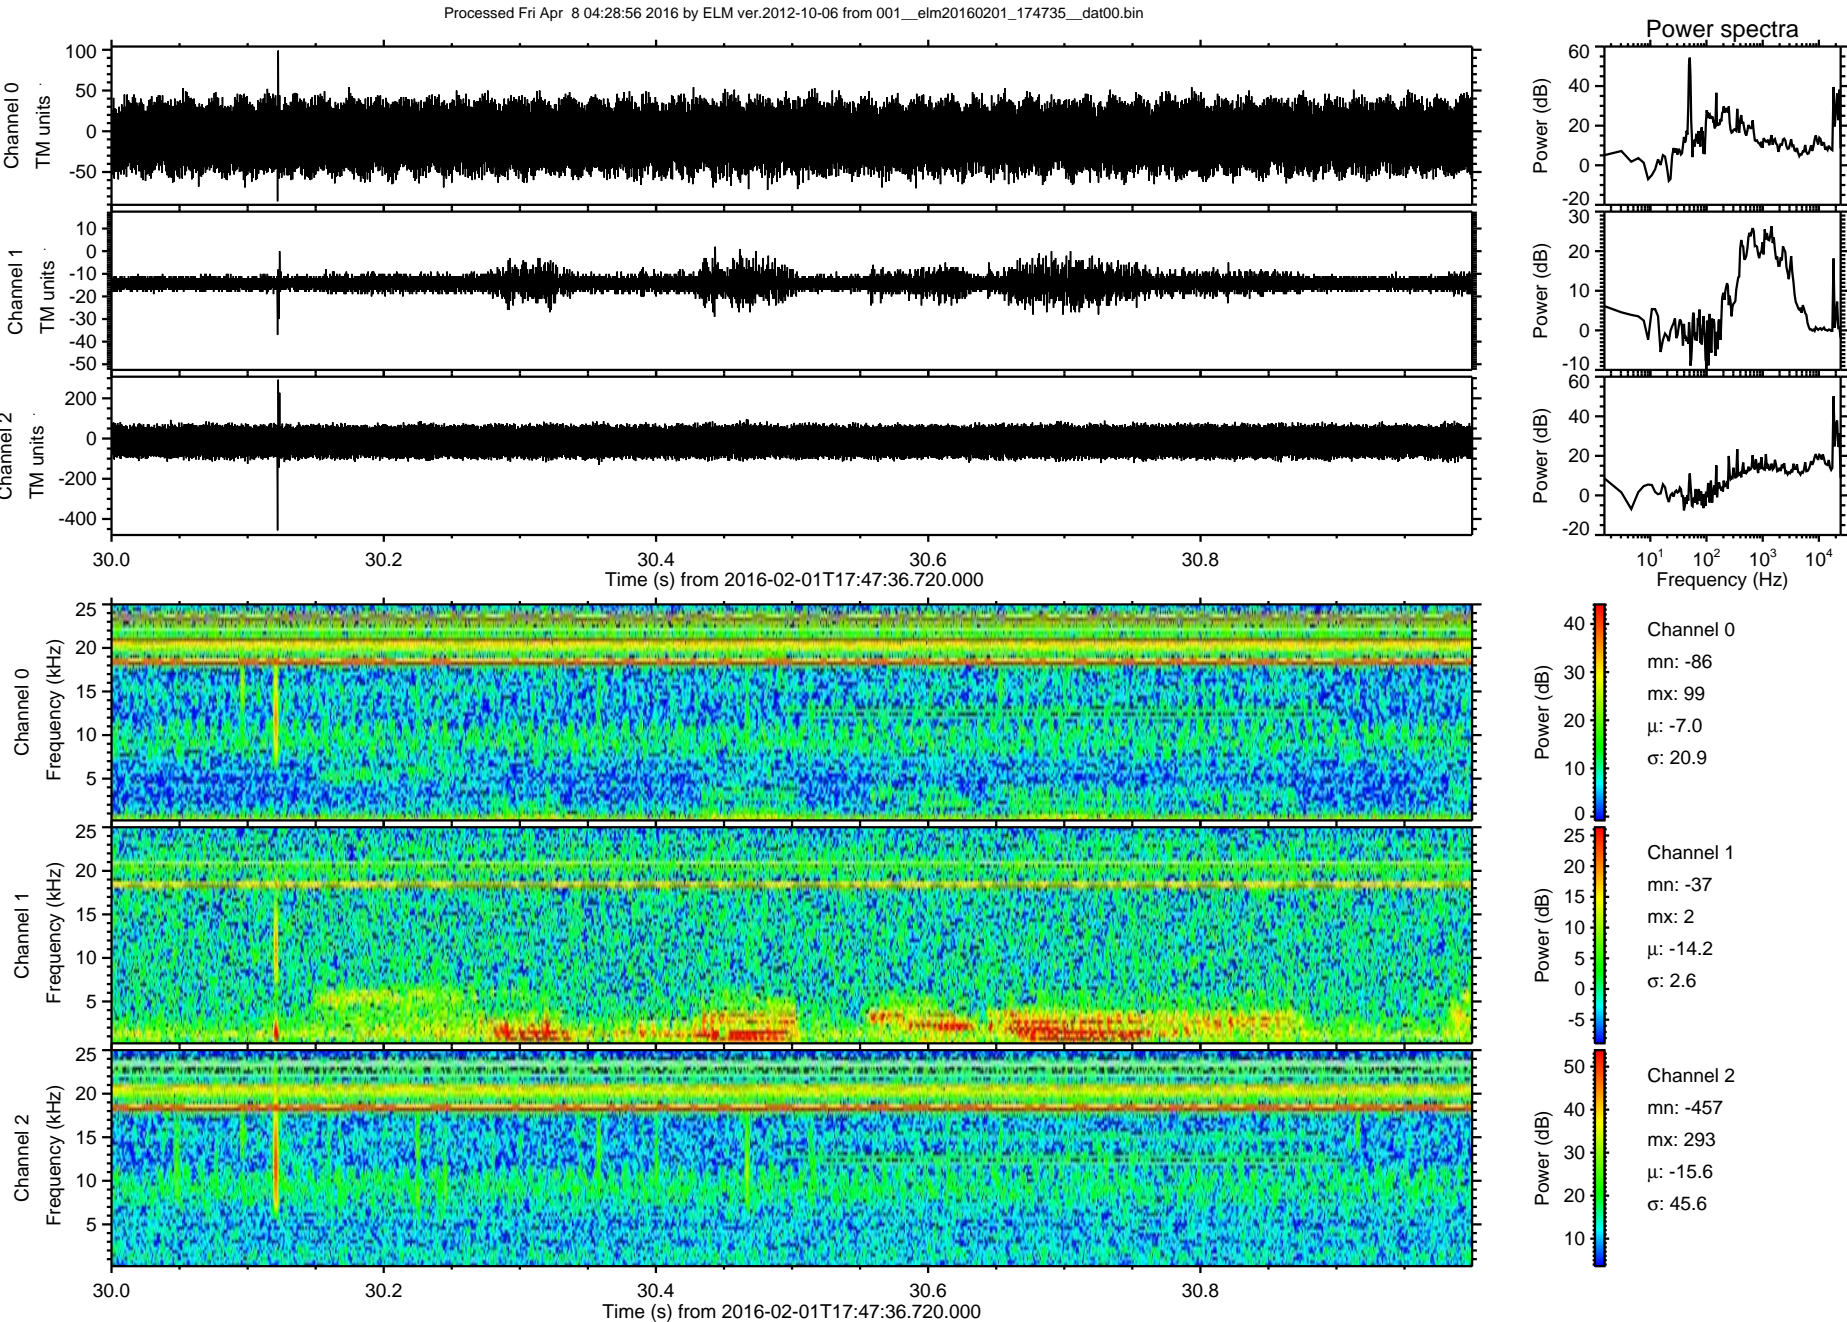 Processed Fri Apr  8 04:28:56 2016 by ELM ver.2012-10-06 from 001__elm20160201_174735__dat00.bin
Power spectra
Channel 0
TM units
100
50
0
-50
Power (dB)
60
40
20
0
-20
Channel 1
TM units
10
0
-10
-20
-30
-40
-50
Power (dB)
30
20
10
0
-10
Channel 2
TM units
200
0
-200
-400
Power (dB)
60
40
20
0
-20
30.0 30.2 30.4 30.6 30.8
Time (s) from 2016-02-01T17:47:36.720.000
10^1 10^2 10^3 10^4
Frequency (Hz)
Channel 0
Frequency (kHz)
25
20
15
10
5
Power (dB)
40
30
20
10
0
Channel 0
mn: -86
mx: 99
μ: -7.0
σ: 20.9
Channel 1
Frequency (kHz)
25
20
15
10
5
Power (dB)
25
20
15
10
5
0
-5
Channel 1
mn: -37
mx: 2
μ: -14.2
σ: 2.6
Channel 2
Frequency (kHz)
25
20
15
10
5
Power (dB)
50
40
30
20
10
Channel 2
mn: -457
mx: 293
μ: -15.6
σ: 45.6
30.0 30.2 30.4 30.6 30.8
Time (s) from 2016-02-01T17:47:36.720.000